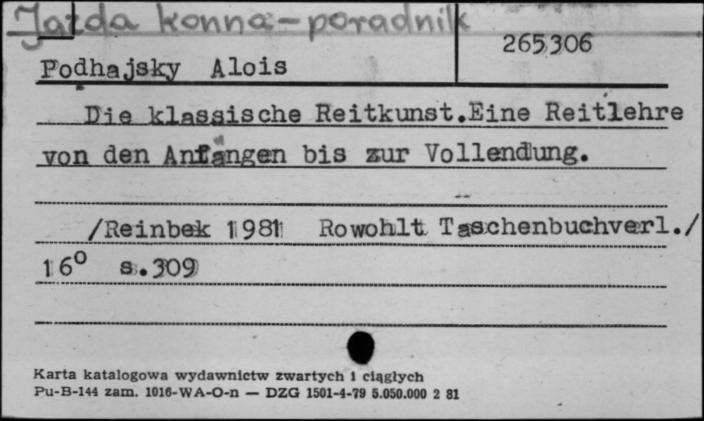 Jazda konna - poradnik
265306
Podhajsky Alois
Die klassische Reitkunst.Eine Reitlehre
von den Anfangen bis zur Vollendung.
/Reinbek 1981 Rowohlt Taschenbuchverl./
16° s.309
Karta katalogowa wydawnictw zwartych i ciągłych
Pu-B-144 zam. 1016-WA-O-n — DZG 1501-4-79 5.050.000 2 81